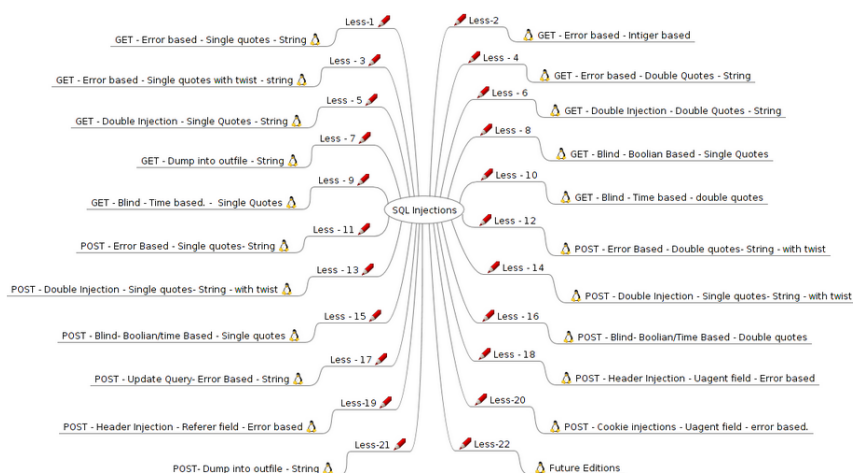 Less-1
GET - Error based - Single quotes - String
Less - 3
GET - Error based - Single quotes with twist - string
Less - 5
GET - Double Injection - Single Quotes - String
Less - 7
GET - Dump into outfile - String
Less - 9
GET - Blind - Time based. - Single Quotes
Less - 11
POST - Error Based - Single quotes- String
Less - 13
POST - Double Injection - Single quotes- String - with twist
Less - 15
POST - Blind- Boolian/time Based - Single quotes
Less - 17
POST - Update Query- Error Based - String
Less-19
POST - Header Injection - Referer field - Error based
Less-21
POST- Dump into outfile - String
SQL Injections
Less-2
GET - Error based - Intiger based
Less - 4
GET - Error based - Double Quotes - String
Less - 6
GET - Double Injection - Double Quotes - String
Less - 8
GET - Blind - Boolian Based - Single Quotes
Less - 10
GET - Blind - Time based - double quotes
Less - 12
POST - Error Based - Double quotes- String - with twist
Less - 14
POST - Double Injection - Single quotes- String - with twist
Less - 16
POST - Blind- Boolian/Time Based - Double quotes
Less - 18
POST - Header Injection - Uagent field - Error based
Less-20
POST - Cookie injections - Uagent field - error based.
Less-22
Future Editions